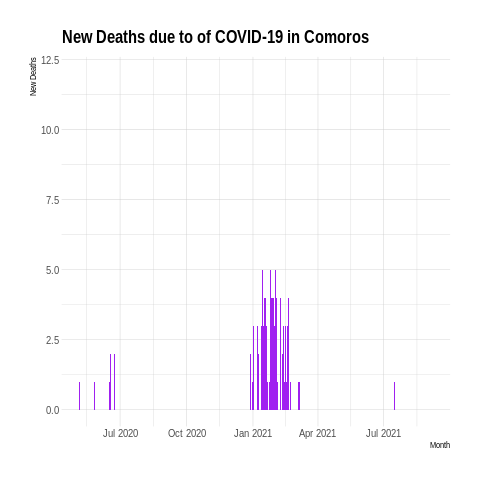 New Deaths due to of COVID-19 in Comoros
New Deaths
12.5
10.0
7.5
5.0
2.5
0.0
Jul 2020 Oct 2020 Jan 2021 Apr 2021 Jul 2021
Month